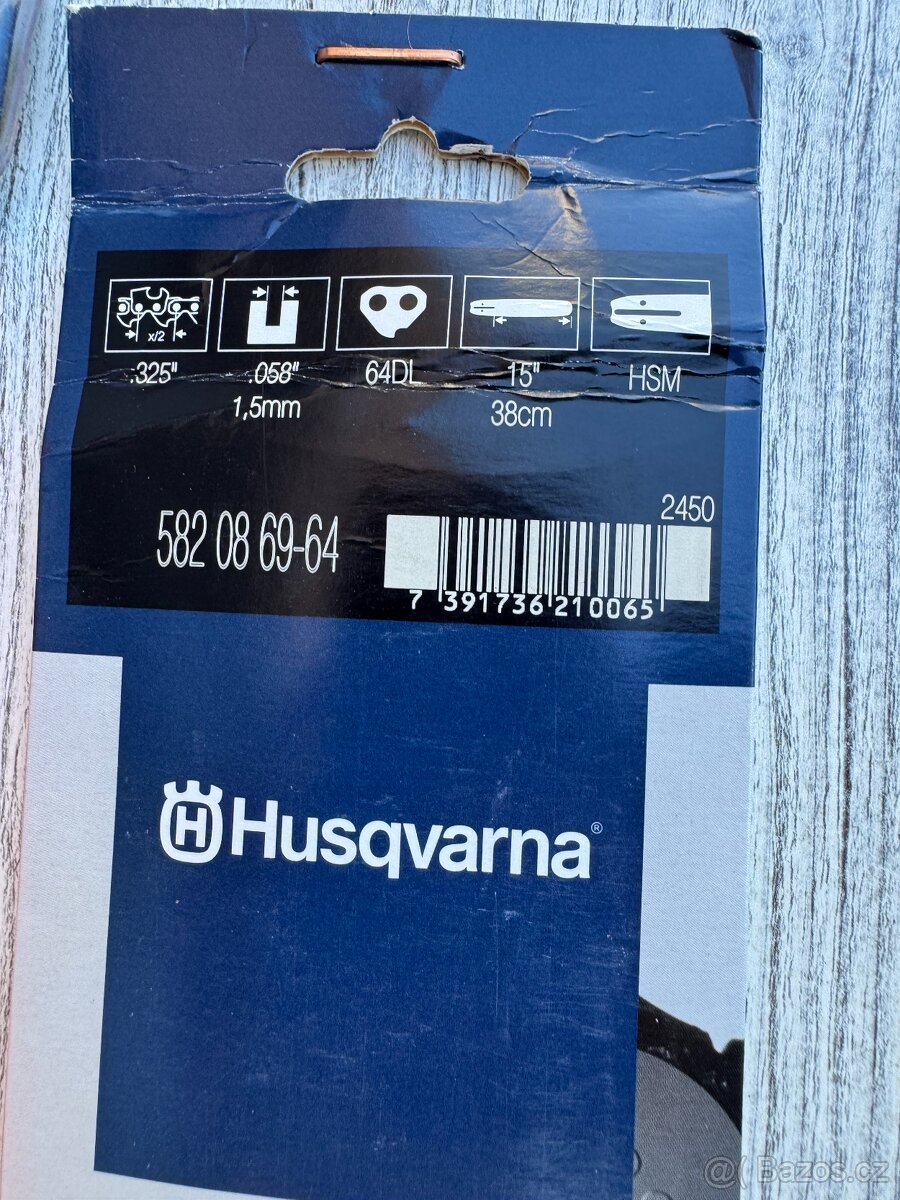 x/2
.325"
.058"
64DL
15"
HSM
1,5mm
38cm
582 08 69-64
2450
7 391736 210065
H Husqvarna®
@( Bazos.cz